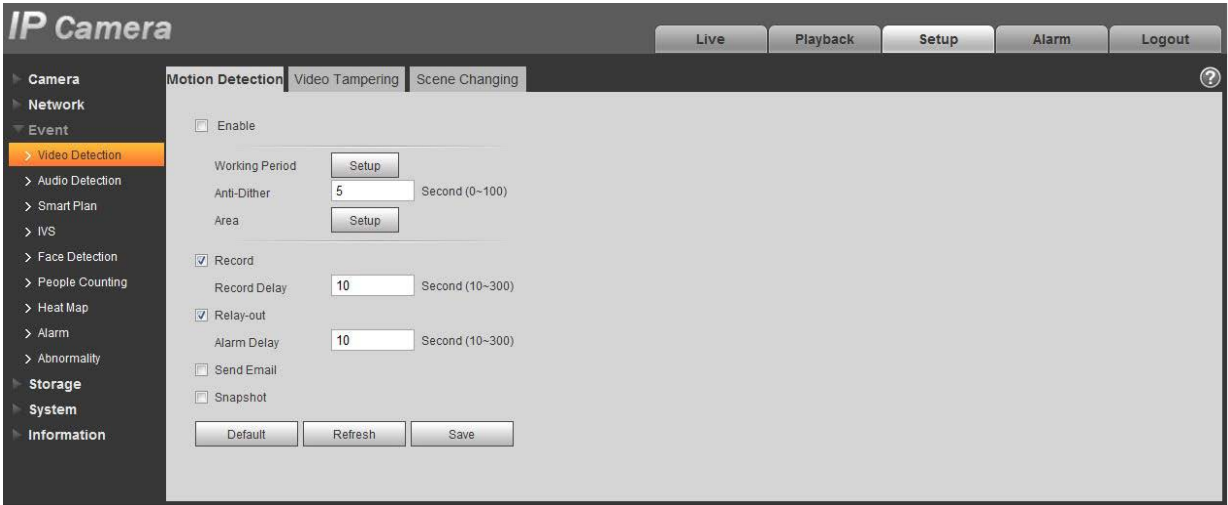 IP Camera
Live Playback Setup Alarm Logout
Camera
Network
Event
Video Detection
Audio Detection
Smart Plan
IVS
Face Detection
People Counting
Heat Map
Alarm
Abnormality
Storage
System
Information
Motion Detection Video Tampering Scene Changing
?
Enable
Working Period Setup
Anti-Dither 5 Second (0~100)
Area Setup
Record
Record Delay 10 Second (10~300)
Relay-out
Alarm Delay 10 Second (10~300)
Send Email
Snapshot
Default Refresh Save